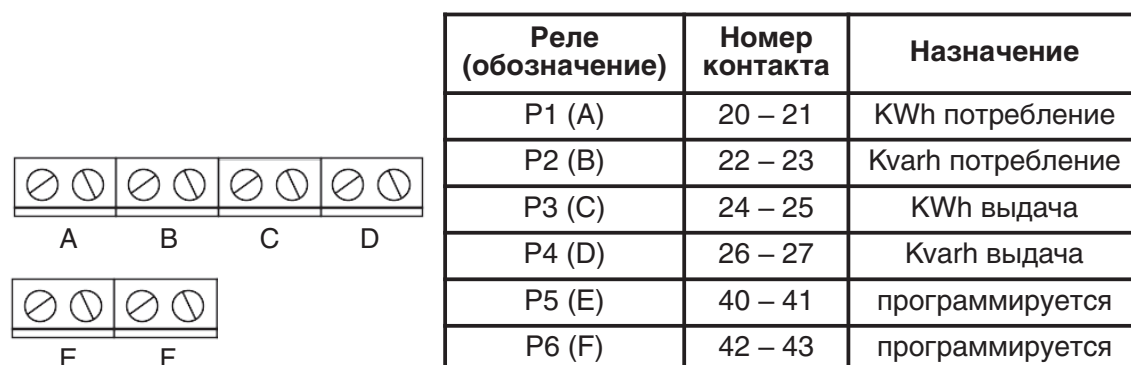 Реле (обозначение) Номер контакта Назначение
P1 (A) 20 – 21 KWh потребление
P2 (B) 22 – 23 Kvarh потребление
P3 (C) 24 – 25 KWh выдача
P4 (D) 26 – 27 Kvarh выдача
P5 (E) 40 – 41 программируется
P6 (F) 42 – 43 программируется
A B C D
E F